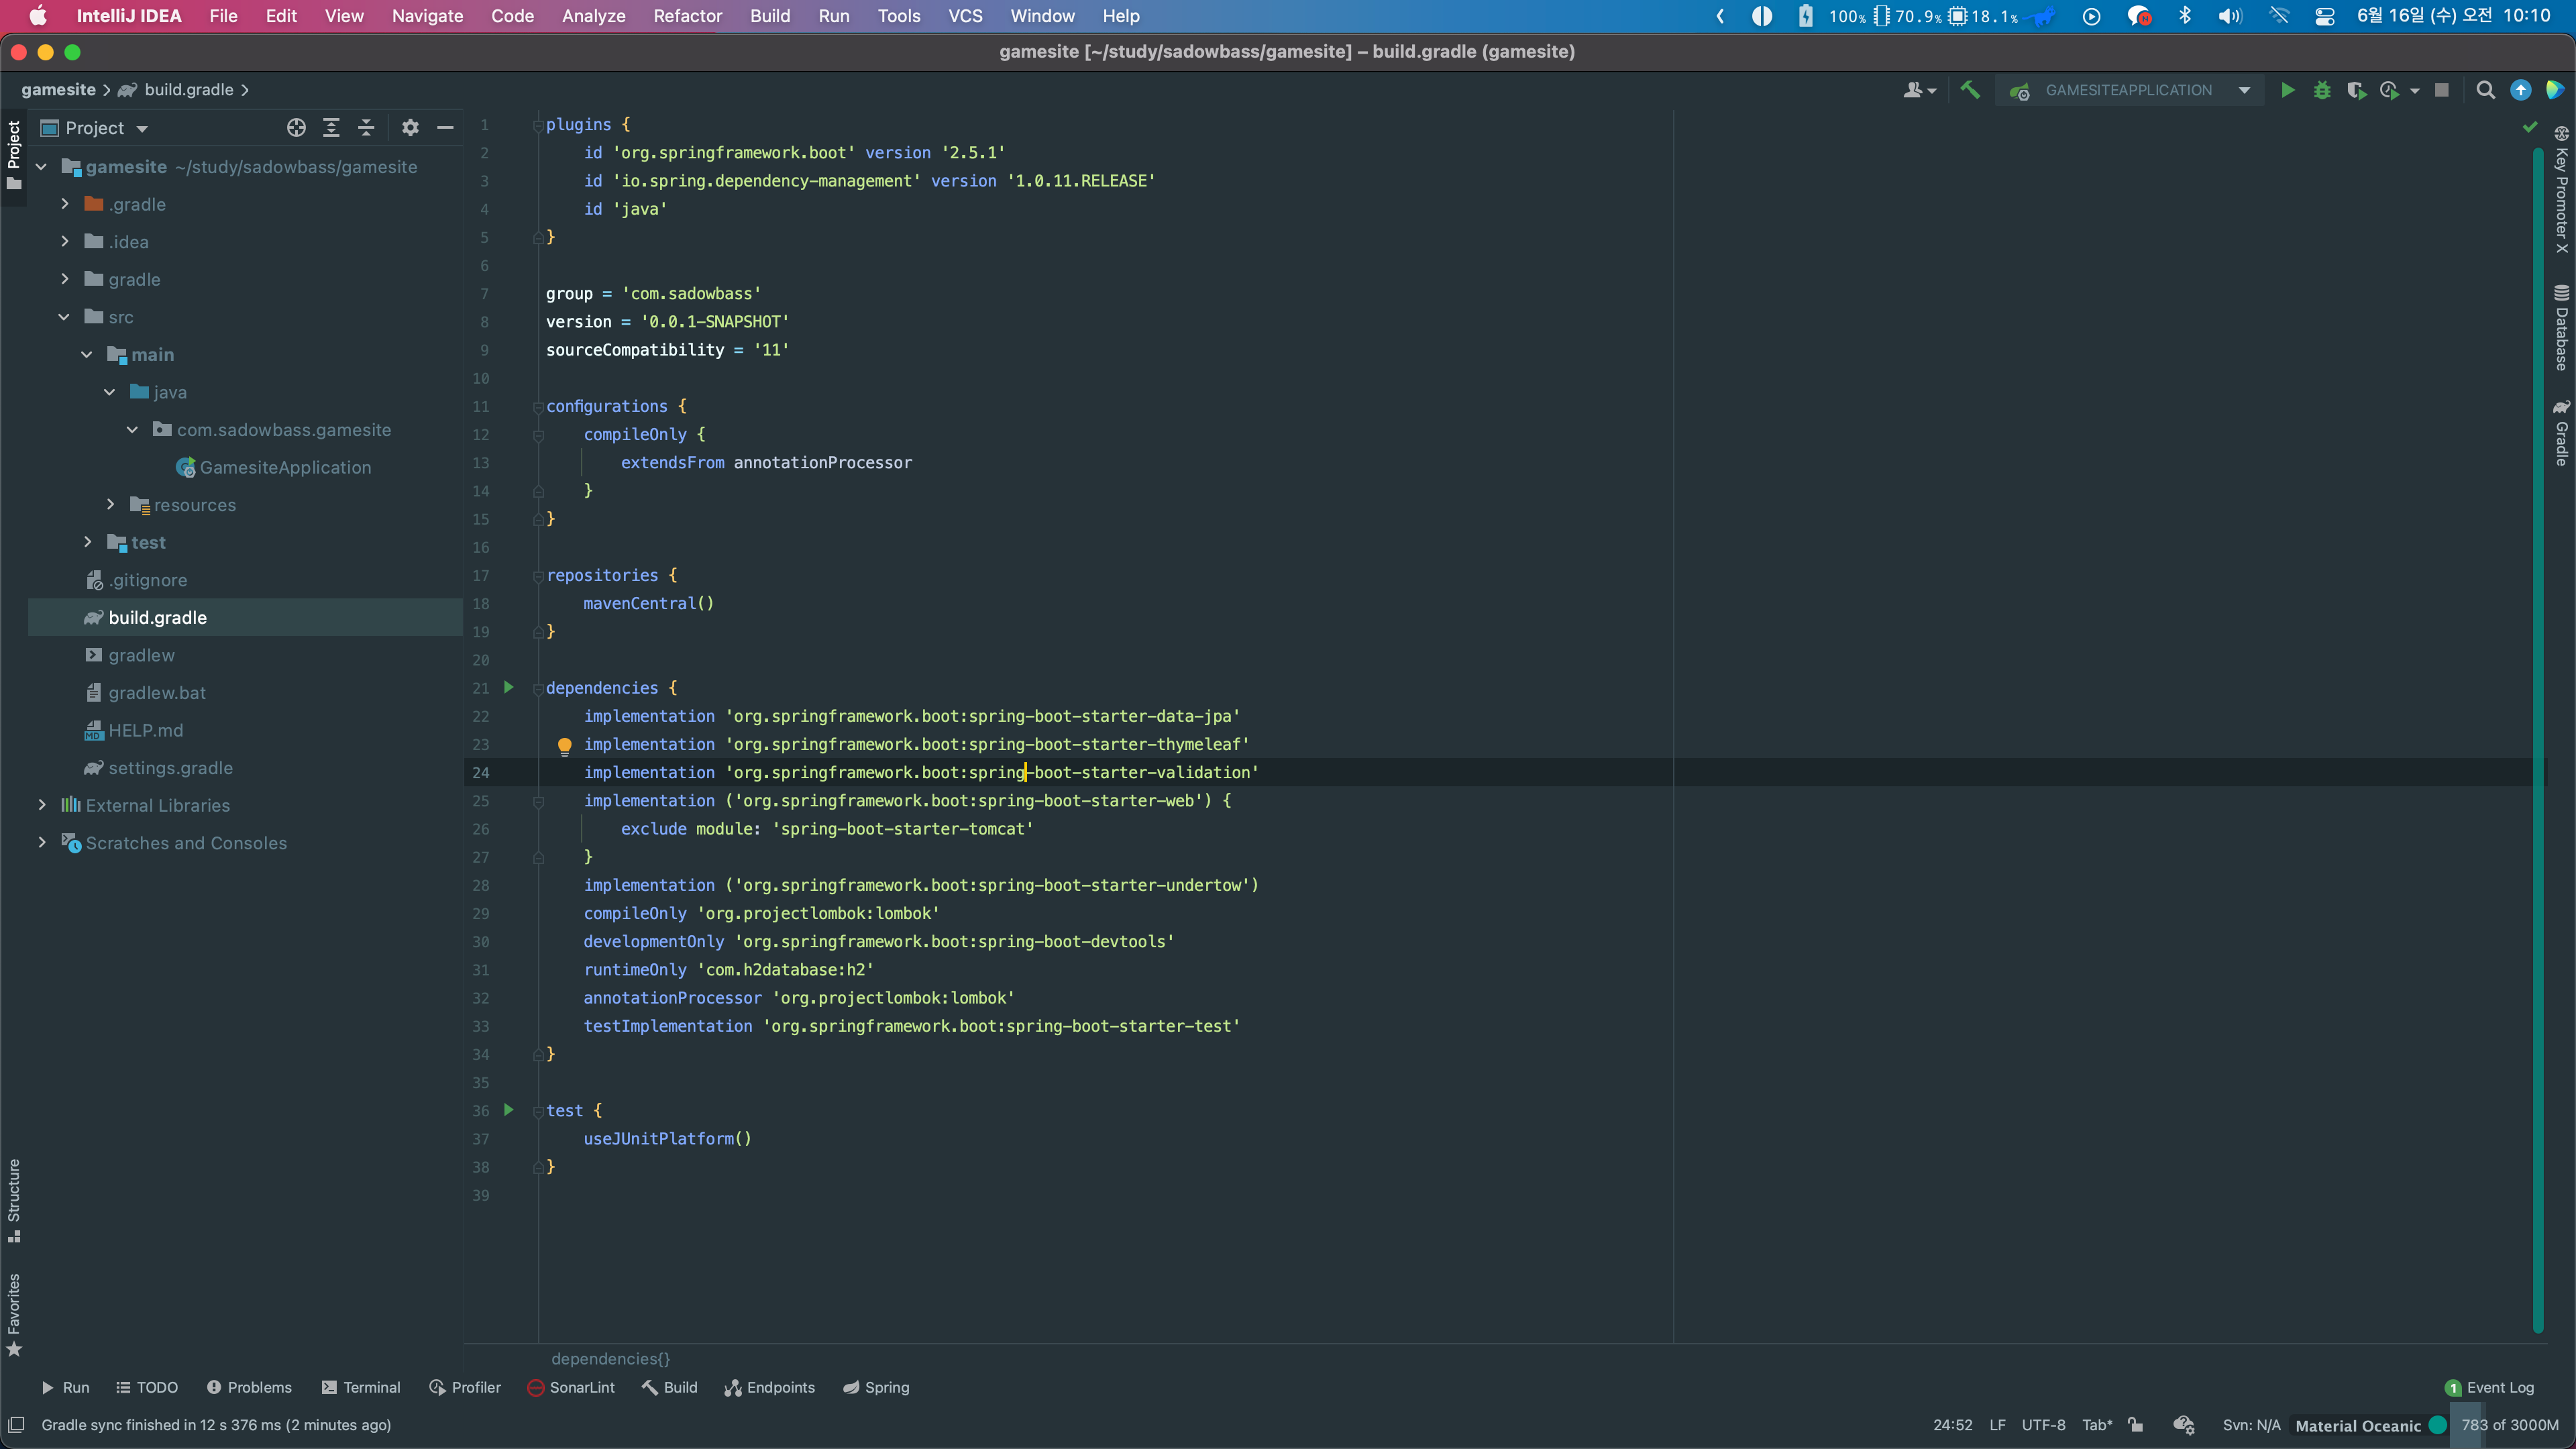 IntelliJ IDEA File Edit View Navigate Code Analyze Refactor Build Run Tools VCS Window Help 100% 70.9% 18.1% 6월 16일 (수) 오전 10:10
gamesite [~/study/sadowbass/gamesite] – build.gradle (gamesite)
gamesite build.gradle GAMESITEAPPLICATION
Project
Project
gamesite ~/study/sadowbass/gamesite
.gradle
.idea
gradle
src
main
java
com.sadowbass.gamesite
GamesiteApplication
resources
test
.gitignore
build.gradle
gradlew
gradlew.bat
MD HELP.md
settings.gradle
External Libraries
Scratches and Consoles
Structure
Favorites
1 plugins {
2 id 'org.springframework.boot' version '2.5.1'
3 id 'io.spring.dependency-management' version '1.0.11.RELEASE'
4 id 'java'
5 }
6
7 group = 'com.sadowbass'
8 version = '0.0.1-SNAPSHOT'
9 sourceCompatibility = '11'
10
11 configurations {
12 compileOnly {
13 extendsFrom annotationProcessor
14 }
15 }
16
17 repositories {
18 mavenCentral()
19 }
20
21 dependencies {
22 implementation 'org.springframework.boot:spring-boot-starter-data-jpa'
23 implementation 'org.springframework.boot:spring-boot-starter-thymeleaf'
24 implementation 'org.springframework.boot:spring-boot-starter-validation'
25 implementation ('org.springframework.boot:spring-boot-starter-web') {
26 exclude module: 'spring-boot-starter-tomcat'
27 }
28 implementation ('org.springframework.boot:spring-boot-starter-undertow')
29 compileOnly 'org.projectlombok:lombok'
30 developmentOnly 'org.springframework.boot:spring-boot-devtools'
31 runtimeOnly 'com.h2database:h2'
32 annotationProcessor 'org.projectlombok:lombok'
33 testImplementation 'org.springframework.boot:spring-boot-starter-test'
34 }
35
36 test {
37 useJUnitPlatform()
38 }
39
Key Promoter X
Database
Gradle
dependencies{}
Run TODO Problems Terminal Profiler SonarLint Build Endpoints Spring 1 Event Log
Gradle sync finished in 12 s 376 ms (2 minutes ago) 24:52 LF UTF-8 Tab* Svn: N/A Material Oceanic 783 of 3000M